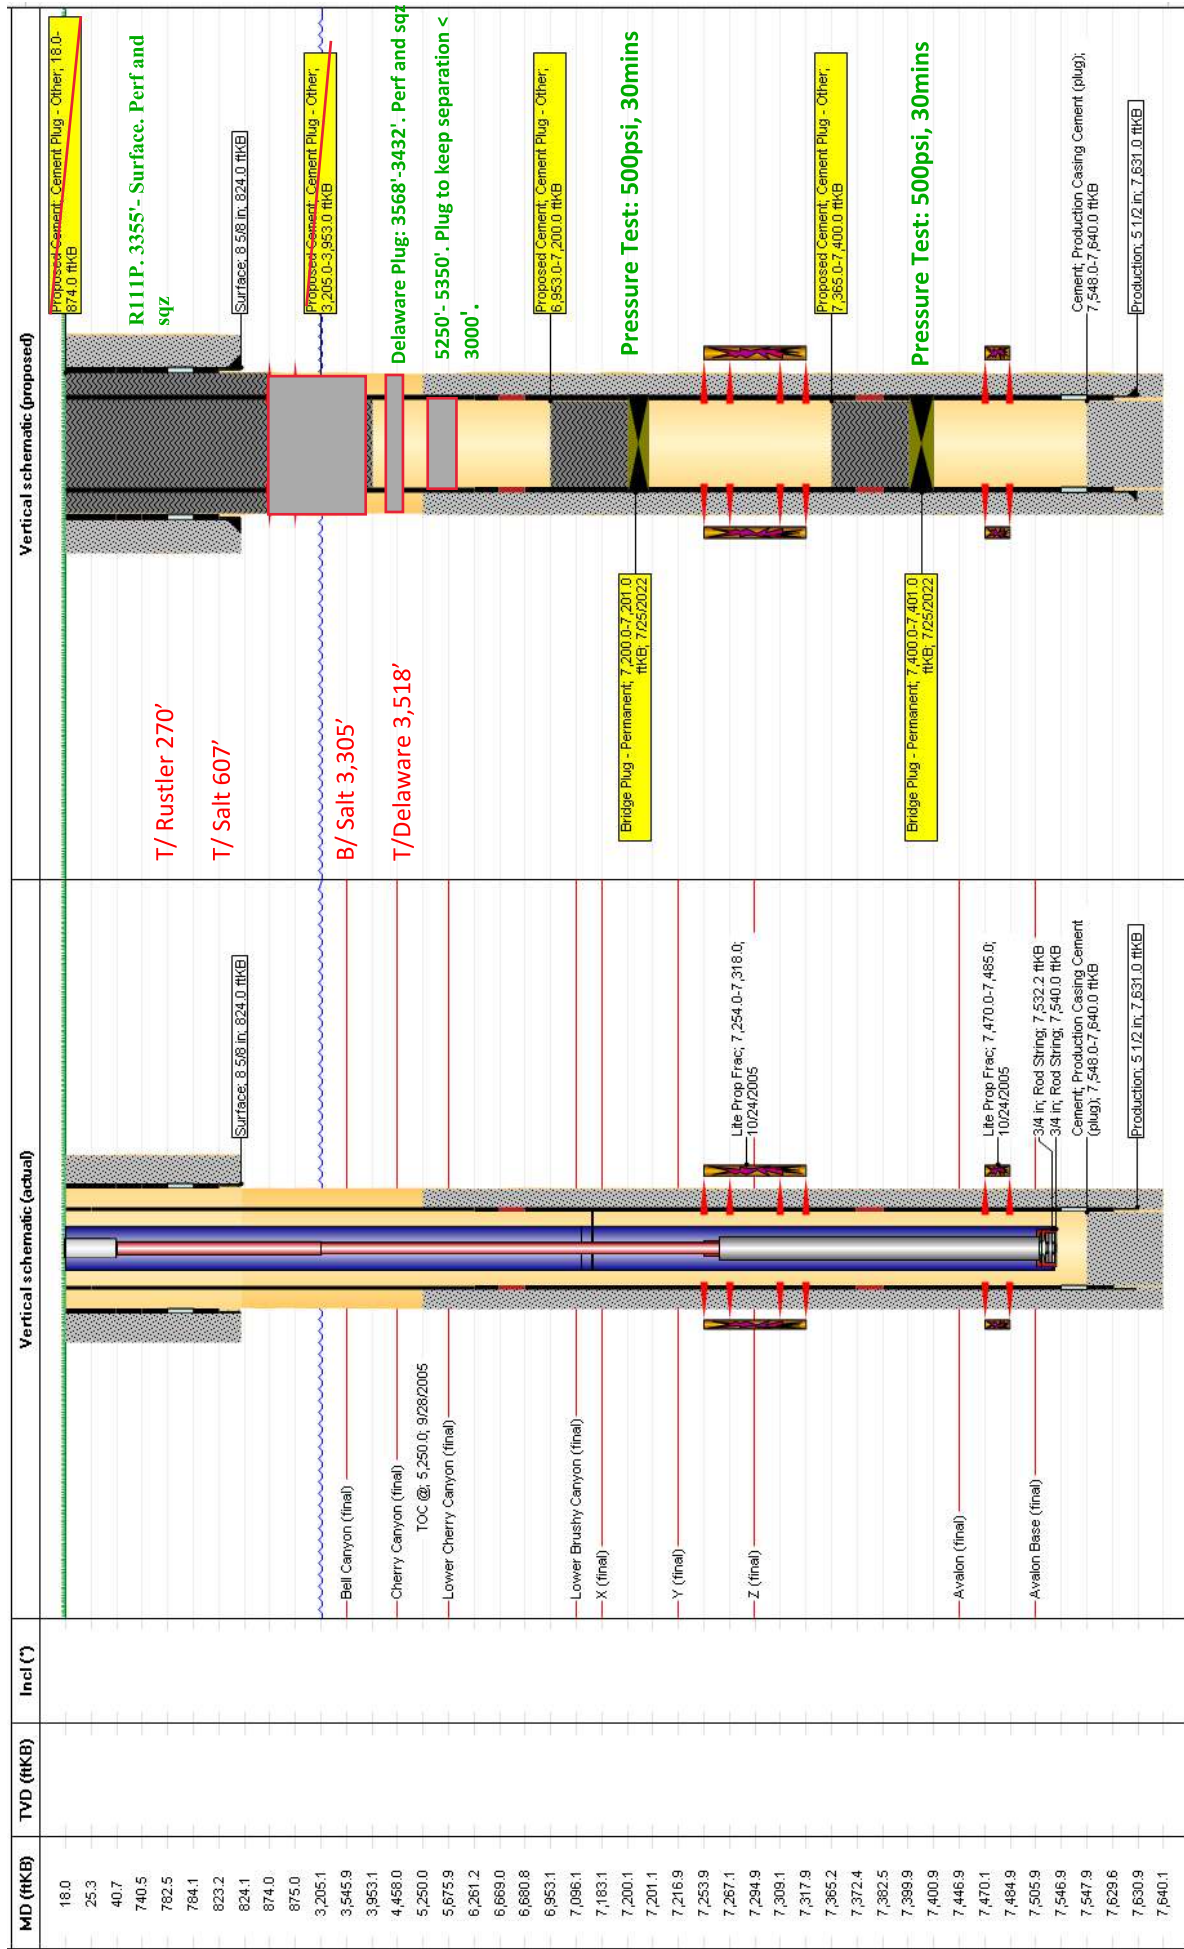 MD (ftKB)
TVD (ftKB)
Incl (°)
Vertical schematic (actual)
Vertical schematic (proposed)
18.0
25.3
40.7
740.5
782.5
784.1
823.2
824.1
874.0
875.0
3,205.1
3,545.9
3,953.1
4,458.0
5,250.0
5,675.9
6,261.2
6,669.0
6,680.8
6,953.1
7,096.1
7,183.1
7,200.1
7,201.1
7,216.9
7,253.9
7,267.1
7,294.9
7,309.1
7,317.9
7,365.2
7,372.4
7,382.5
7,399.9
7,400.9
7,446.9
7,470.1
7,484.9
7,505.9
7,546.9
7,547.9
7,629.6
7,630.9
7,640.1
Bell Canyon (final)
Cherry Canyon (final)
TOC @; 5,250.0; 9/28/2005
Lower Cherry Canyon (final)
Lower Brushy Canyon (final)
X (final)
Y (final)
Z (final)
Avalon (final)
Avalon Base (final)
Surface; 8 5/8 in; 824.0 ftKB
Lite Prop Frac; 7,254.0-7,318.0;
10/24/2005
Lite Prop Frac; 7,470.0-7,485.0;
10/24/2005
3/4 in; Rod String; 7,532.2 ftKB
3/4 in; Rod String; 7,540.0 ftKB
Cement; Production Casing Cement
(plug); 7,548.0-7,640.0 ftKB
Production; 5 1/2 in; 7,631.0 ftKB
T/ Rustler 270’
T/ Salt 607’
B/ Salt 3,305’
T/Delaware 3,518’
Bridge Plug - Permanent; 7,200.0-7,201.0
ftKB; 7/25/2022
Bridge Plug - Permanent; 7,400.0-7,401.0
ftKB; 7/25/2022
Proposed Cement; Cement Plug - Other; 18.0-
874.0 ftKB
R111P. 3355'- Surface. Perf and
sqz
Surface; 8 5/8 in; 824.0 ftKB
Proposed Cement; Cement Plug - Other;
3,205.0-3,953.0 ftKB
Delaware Plug: 3568'-3432'. Perf and sqz
5250'- 5350'. Plug to keep separation <
3000'.
Proposed Cement; Cement Plug - Other;
6,953.0-7,200.0 ftKB
Pressure Test: 500psi, 30mins
Proposed Cement; Cement Plug - Other;
7,365.0-7,400.0 ftKB
Pressure Test: 500psi, 30mins
Cement; Production Casing Cement (plug);
7,548.0-7,640.0 ftKB
Production; 5 1/2 in; 7,631.0 ftKB